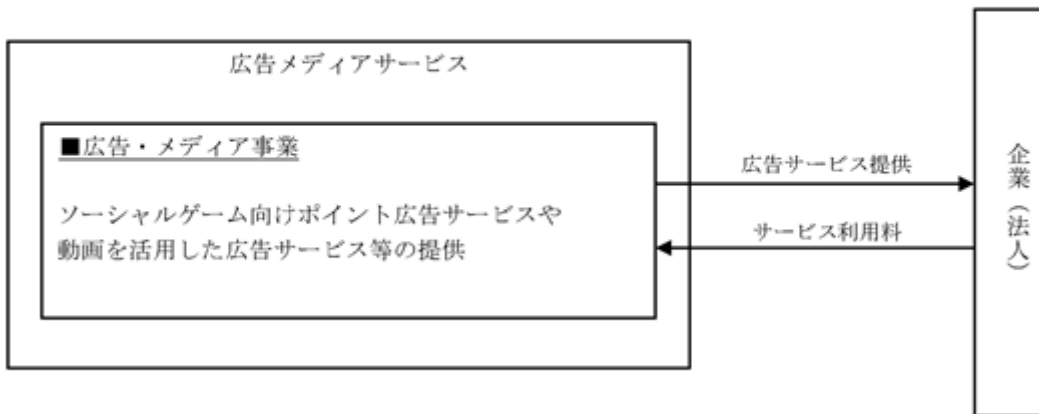 広告メディアサービス
■広告・メディア事業
ソーシャルゲーム向けポイント広告サービスや
動画を活用した広告サービス等の提供
広告サービス提供
サービス利用料
企業（法人）